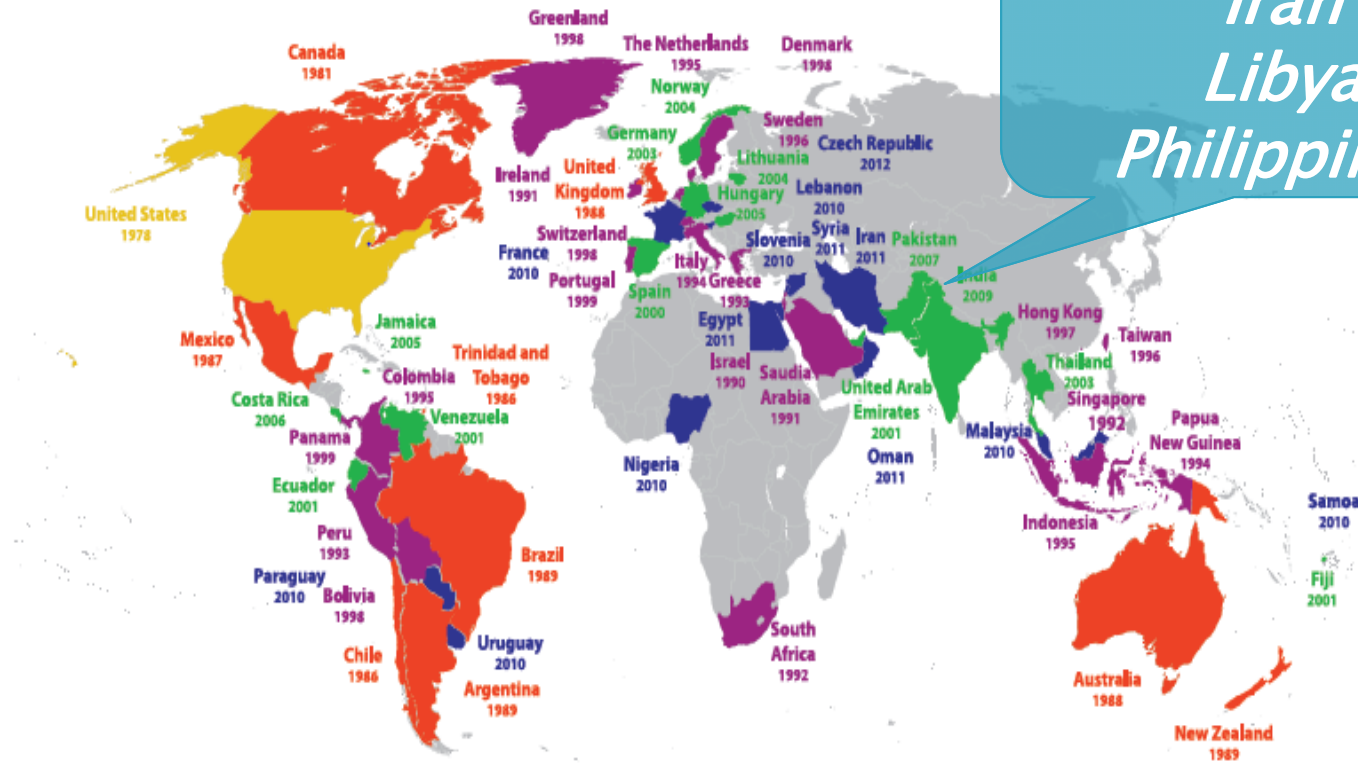 Iran
Libya
Greenland
1998
The Netherlands
1995
Denmark
1998
Canada
1981
Norway
2004
Sweden
1996
Germany
2003
Czech Republic
2012
Lithuania
2004
Ireland
1991
United
Kingdom
1988
Hungary
2005
Lebanon
2010
United States
1978
Switzerland
1998
France
2010
Slovenia
2010
Syria
2011
Iran
2011
Pakistan
2007
Italy
1994
Greece
1993
Portugal
1999
Spain
2000
India
2009
Egypt
2011
Hong Kong
1997
Taiwan
1996
Mexico
1987
Jamaica
2005
Trinidad and
Tobago
1986
Colombia
1995
Israel
1990
Saudia
Arabia
1991
United Arab
Emirates
2001
Thailand
2003
Singapore
1992
Costa Rica
2006
Venezuela
2001
Panama
1999
Malaysia
2010
Papua
New Guinea
1994
Nigeria
2010
Oman
2011
Ecuador
2001
Samoa
2010
Peru
1993
Indonesia
1995
Brazil
1989
Paraguay
2010
Bolivia
1998
Fiji
2001
Uruguay
2010
South
Africa
1992
Chile
1986
Argentina
1989
Australia
1988
New Zealand
1989